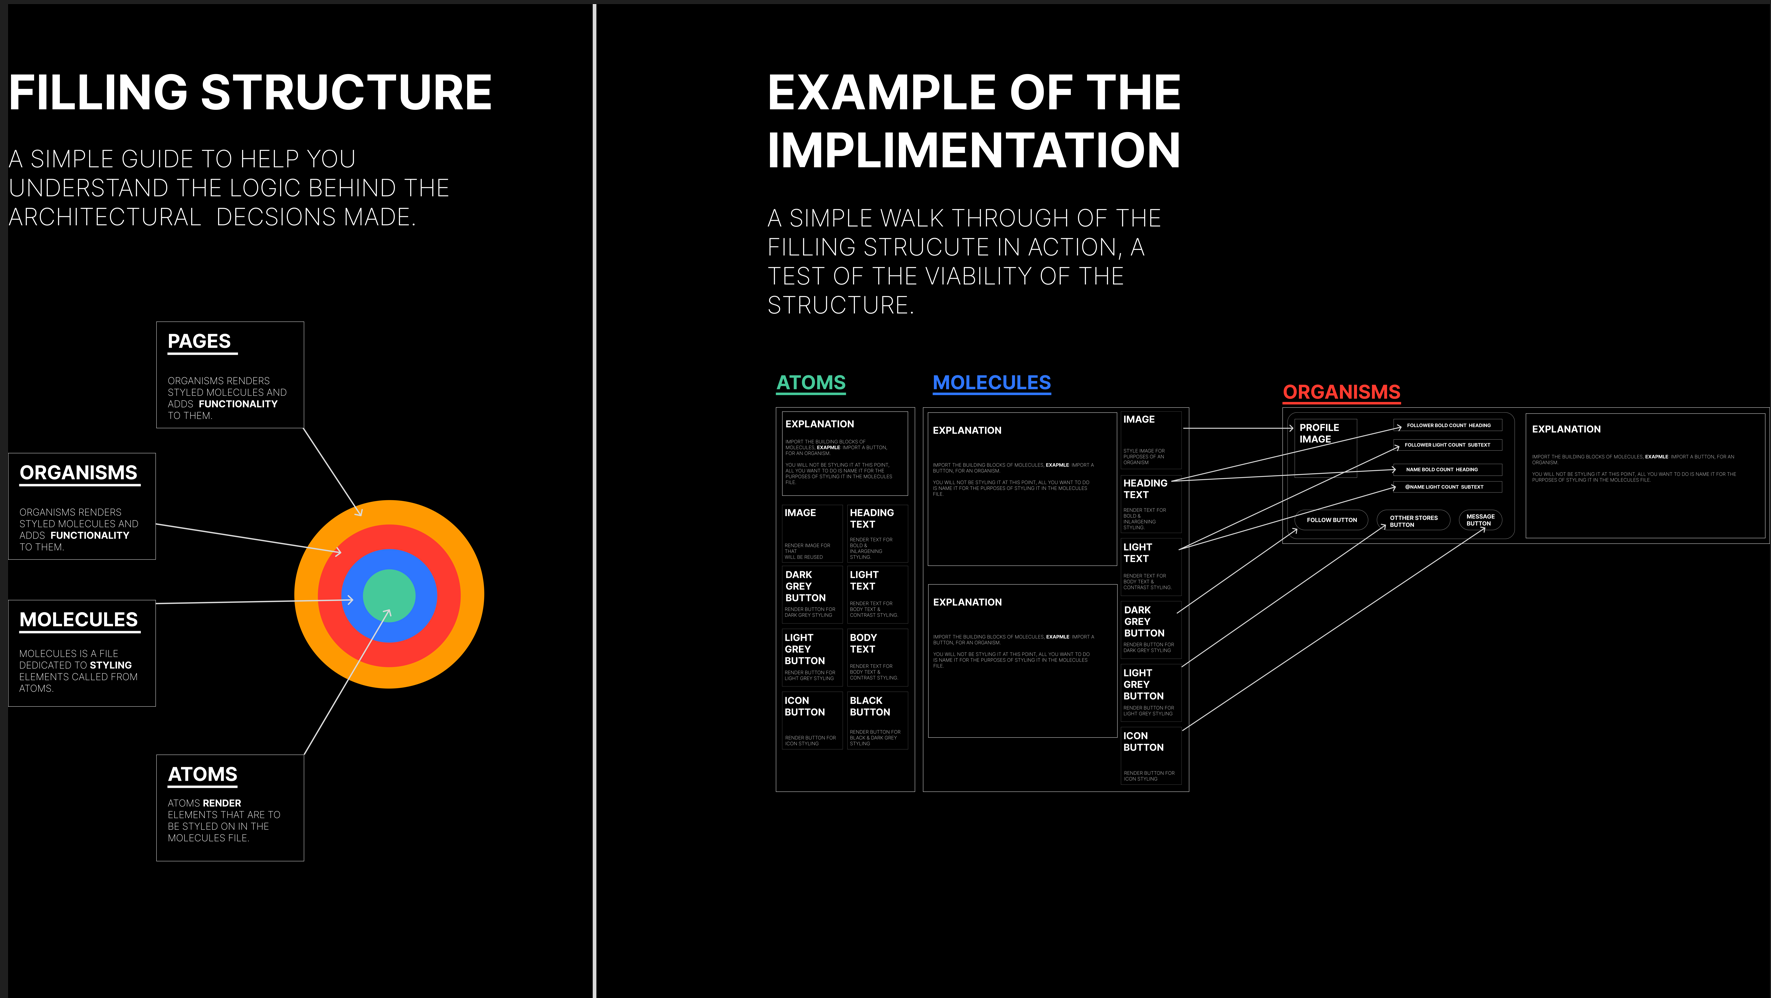 FILLING STRUCTURE
A SIMPLE GUIDE TO HELP YOU
UNDERSTAND THE LOGIC BEHIND THE
ARCHITECTURAL  DECSIONS MADE.
PAGES
ORGANISMS RENDERS
STYLED MOLECULES AND
ADDS  FUNCTIONALITY
TO THEM.
ORGANISMS
ORGANISMS RENDERS
STYLED MOLECULES AND
ADDS  FUNCTIONALITY
TO THEM.
MOLECULES
MOLECULES IS A FILE
DEDICATED TO STYLING
ELEMENTS CALLED FROM
ATOMS.
ATOMS
ATOMS RENDER
ELEMENTS THAT ARE TO
BE STYLED ON IN THE
MOLECULES FILE.
EXAMPLE OF THE
IMPLIMENTATION
A SIMPLE WALK THROUGH OF THE
FILLING STRUCUTE IN ACTION, A
TEST OF THE VIABILITY OF THE
STRUCTURE.
ATOMS
EXPLANATION
IMPORT THE BUILDING BLOCKS OF
MOLECULES, EXAPMLE: IMPORT A BUTTON,
FOR AN ORGANISM
YOU WILL NOT BE STYLING IT AT THIS POINT,
ALL YOU WANT TO DO IS NAME IT FOR THE
PURPOSES OF STYLING IT IN THE MOLECULES
FILE
IMAGE
RENDER IMAGE FOR
THAT
WILL BE REUSED
HEADING
TEXT
RENDER TEXT FOR
BOLD &
INLARGENING
STYLING
DARK
GREY
BUTTON
RENDER BUTTON FOR
DARK GREY STYLING
LIGHT
TEXT
RENDER TEXT FOR
BODY TEXT &
CONTRAST STYLING.
LIGHT
GREY
BUTTON
RENDER BUTTON FOR
LIGHT GREY STYLING
BODY
TEXT
RENDER TEXT FOR
BODY TEXT &
CONTRAST STYLING.
ICON
BUTTON
RENDER BUTTON FOR
ICON STYLING
BLACK
BUTTON
RENDER BUTTON FOR
BLACK & DARK GREY
STYLING
MOLECULES
EXPLANATION
IMPORT THE BUILDING BLOCKS OF MOLECULES, EXAPMLE: IMPORT A
BUTTON, FOR AN ORGANISM
YOU WILL NOT BE STYLING IT AT THIS POINT, ALL YOU WANT TO DO
IS NAME IT FOR THE PURPOSES OF STYLING IT IN THE MOLECULES
FILE.
EXPLANATION
IMPORT THE BUILDING BLOCKS OF MOLECULES, EXAPMLE: IMPORT A
BUTTON, FOR AN ORGANISM
YOU WILL NOT BE STYLING IT AT THIS POINT, ALL YOU WANT TO DO
IS NAME IT FOR THE PURPOSES OF STYLING IT IN THE MOLECULES
FILE.
IMAGE
STYLE IMAGE FOR
PURPOSES OF AN
ORGANISM
HEADING
TEXT
RENDER TEXT FOR
BOLD &
INLARGENING
STYLING.
LIGHT
TEXT
RENDER TEXT FOR
BODY TEXT &
CONTRAST STYLING
DARK
GREY
BUTTON
RENDER BUTTON FOR
DARK GREY STYLING
LIGHT
GREY
BUTTON
RENDER BUTTON FOR
LIGHT GREY STYLING
ICON
BUTTON
RENDER BUTTON FOR
ICON STYLING
ORGANISMS
PROFILE
IMAGE
FOLLOWER BOLD COUNT  HEADING
FOLLOWER LIGHT COUNT  SUBTEXT
NAME BOLD COUNT  HEADING
@NAME LIGHT COUNT  SUBTEXT
FOLLOW BUTTON
OTTHER STORES
BUTTON
MESSAGE
BUTTON
EXPLANATION
IMPORT THE BUILDING BLOCKS OF MOLECULES, EXAPMLE: IMPORT A BUTTON, FOR AN
ORGANISM
YOU WILL NOT BE STYLING IT AT THIS POINT, ALL YOU WANT TO DO IS NAME IT FOR THE
PURPOSES OF STYLING IT IN THE MOLECULES FILE.